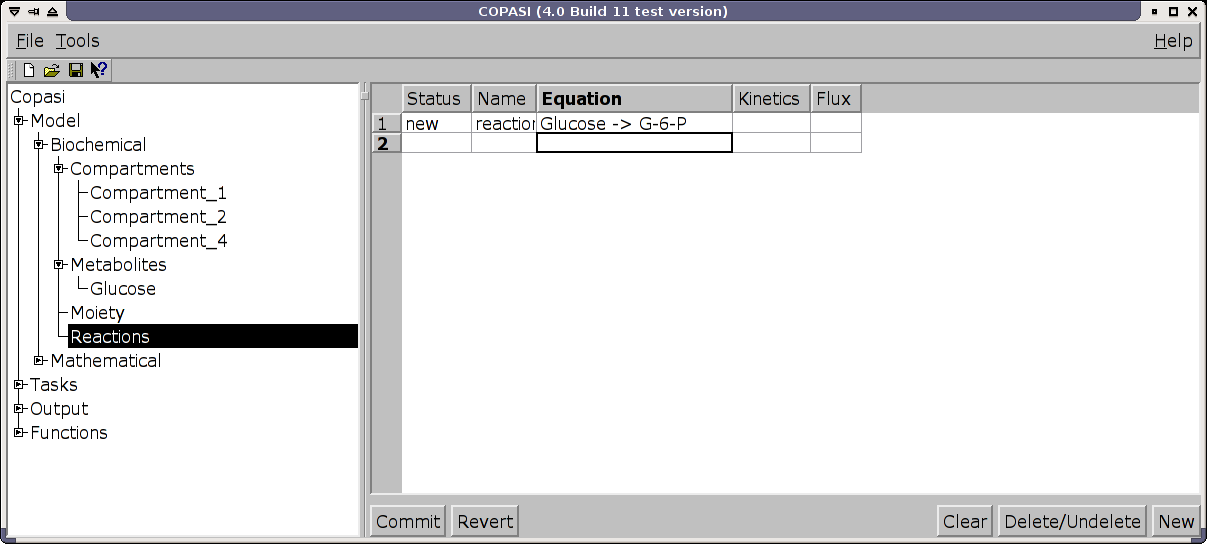 COPASI (4.0 Build 11 test version)
File Tools Help
Copasi
Model
Biochemical
Compartments
Compartment_1
Compartment_2
Compartment_4
Metabolites
Glucose
Moiety
Reactions
Mathematical
Tasks
Output
Functions
Status Name Equation Kinetics Flux
1 new reaction Glucose -> G-6-P
2
Commit Revert Clear Delete/Undelete New